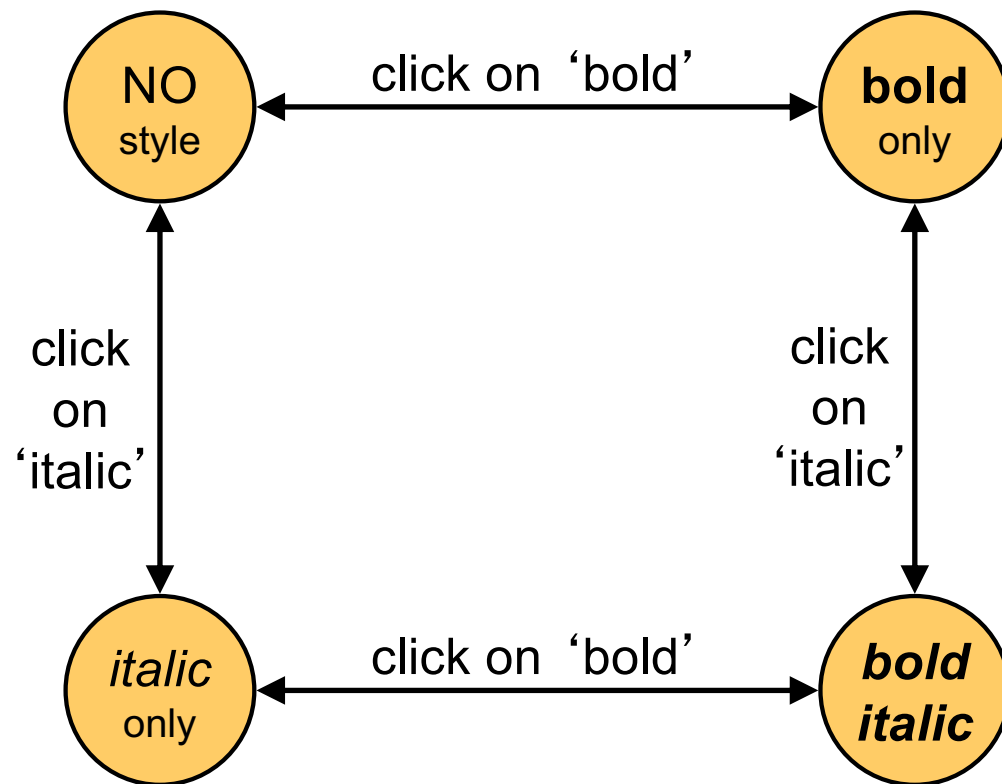 NO
style
click on ‘bold’
bold
only
click
on
‘italic’
click
on
‘italic’
italic
only
click on ‘bold’
bold
italic